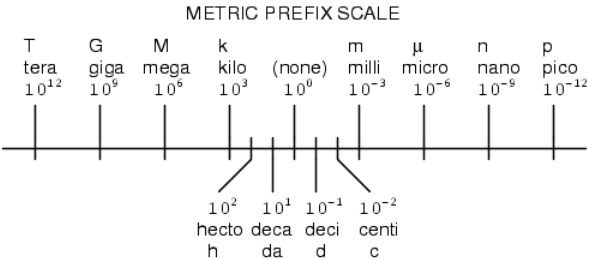 METRIC PREFIX SCALE
T G M k m μ n p
tera giga mega kilo (none) milli micro nano pico
10¹² 10⁹ 10⁶ 10³ 10⁰ 10⁻³ 10⁻⁶ 10⁻⁹ 10⁻¹²
10² 10¹ 10⁻¹ 10⁻²
hecto deca deci centi
h da d c